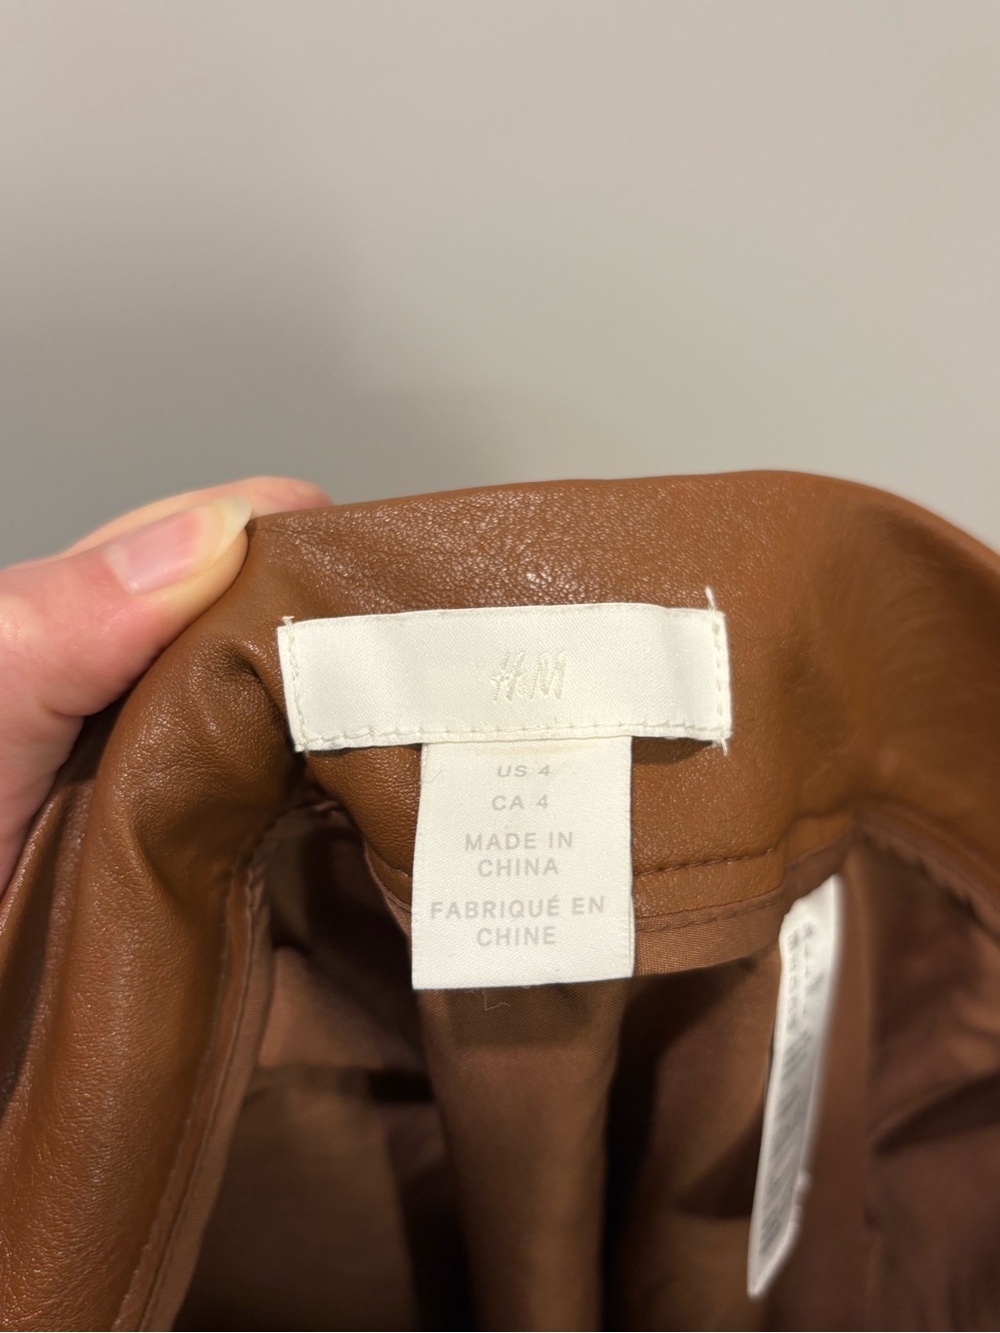 H&M
US 4
CA 4
MADE IN
CHINA
FABRIQUÉ EN
CHINE